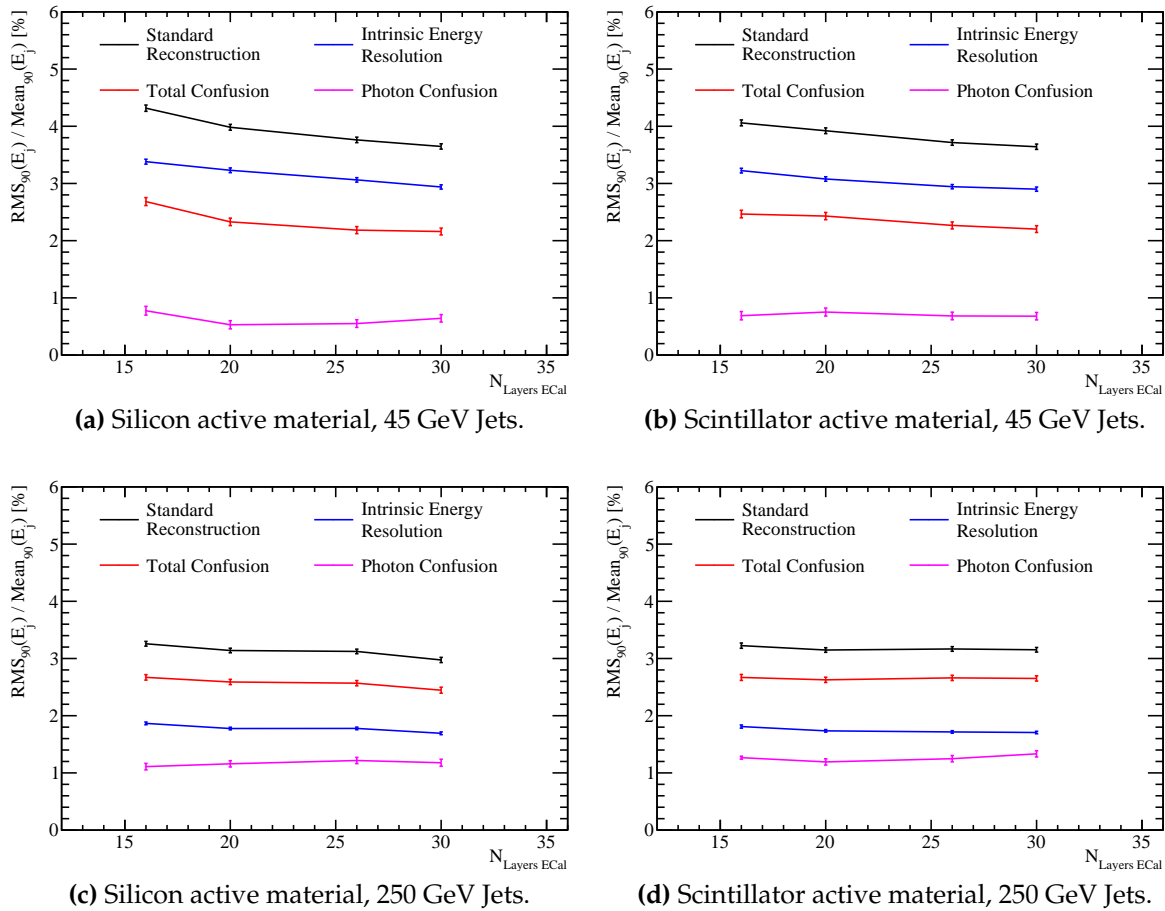 RMS₉₀(Eⱼ) / Mean₉₀(Eⱼ) [%]
6
5
4
3
2
1
0
Standard Reconstruction
Intrinsic Energy Resolution
Total Confusion
Photon Confusion
15 20 25 30 35
N_Layers ECal
(a) Silicon active material, 45 GeV Jets.
RMS₉₀(Eⱼ) / Mean₉₀(Eⱼ) [%]
6
5
4
3
2
1
0
Standard Reconstruction
Intrinsic Energy Resolution
Total Confusion
Photon Confusion
15 20 25 30 35
N_Layers ECal
(b) Scintillator active material, 45 GeV Jets.
RMS₉₀(Eⱼ) / Mean₉₀(Eⱼ) [%]
6
5
4
3
2
1
0
Standard Reconstruction
Intrinsic Energy Resolution
Total Confusion
Photon Confusion
15 20 25 30 35
N_Layers ECal
(c) Silicon active material, 250 GeV Jets.
RMS₉₀(Eⱼ) / Mean₉₀(Eⱼ) [%]
6
5
4
3
2
1
0
Standard Reconstruction
Intrinsic Energy Resolution
Total Confusion
Photon Confusion
15 20 25 30 35
N_Layers ECal
(d) Scintillator active material, 250 GeV Jets.